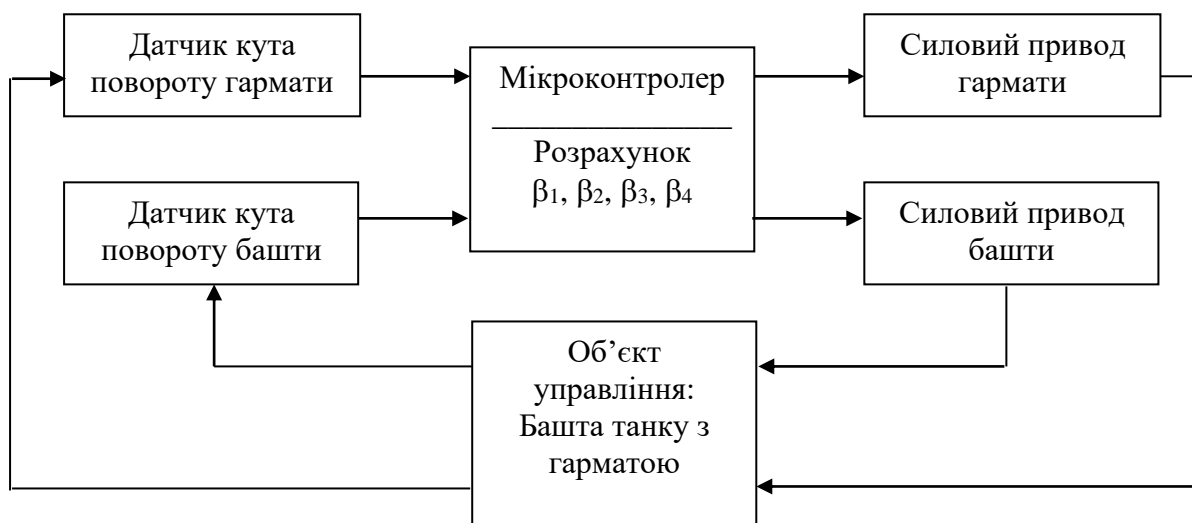 Датчик кута
повороту гармати
Мікроконтролер
Розрахунок
β1, β2, β3, β4
Силовий привод
гармати
Датчик кута
повороту башти
Силовий привод
башти
Об’єкт
управління:
Башта танку з
гарматою